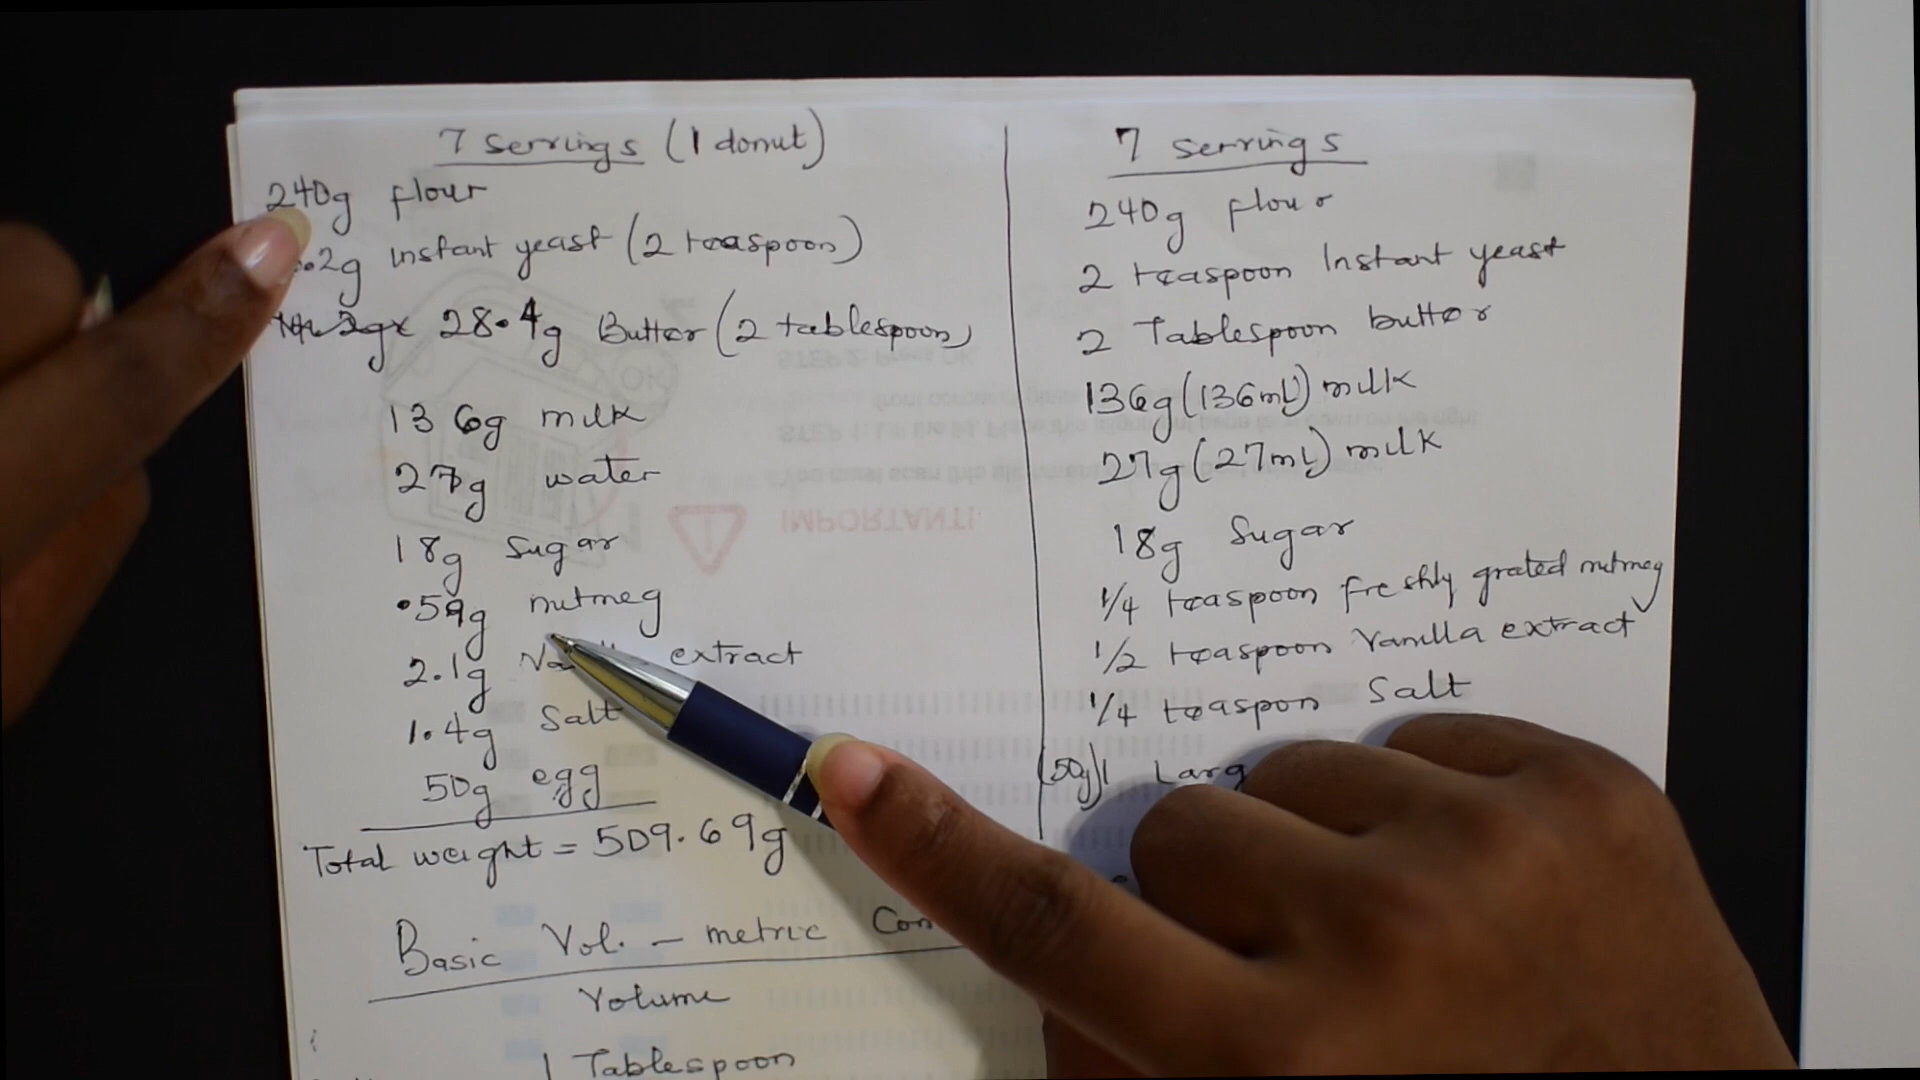 7 Servings (1 donut)
240g flour
.2g instant yeast (2 teaspoon)
28.4g Butter (2 tablespoon)
136g milk
27g water
18g Sugar
.59g nutmeg
2.1g extract
1.4g Salt
50g egg
Total weight = 509.69g
Basic Vol. - metric Con
Volume
1 Tablespoon
7 servings
240g flour
2 teaspoon Instant yeast
2 Tablespoon butter
136g (136mL) milk
27g (27mL) milk
18g Sugar
1/4 teaspoon freshly grated nutmeg
1/2 teaspoon Vanilla extract
1/4 teaspon Salt
(50g) 1 Larg
IMPORTANT!